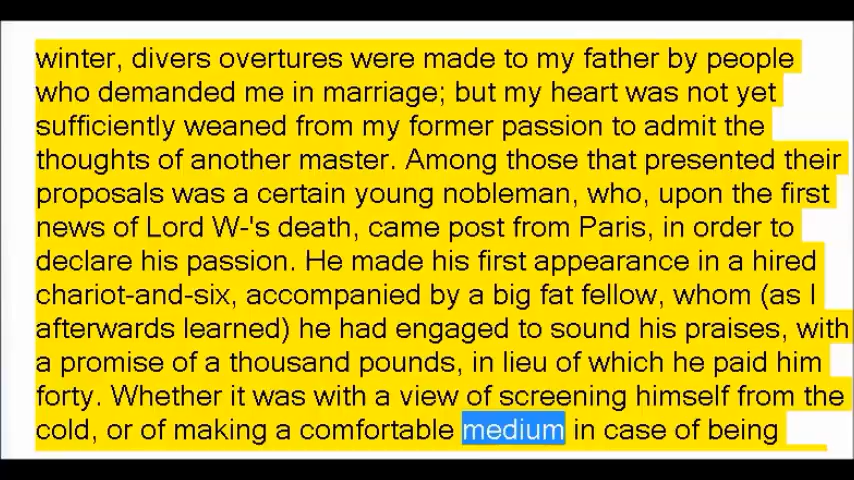 winter, divers overtures were made to my father by people
who demanded me in marriage; but my heart was not yet
sufficiently weaned from my former passion to admit the
thoughts of another master. Among those that presented their
proposals was a certain young nobleman, who, upon the first
news of Lord W-'s death, came post from Paris, in order to
declare his passion. He made his first appearance in a hired
chariot-and-six, accompanied by a big fat fellow, whom (as I
afterwards learned) he had engaged to sound his praises, with
a promise of a thousand pounds, in lieu of which he paid him
forty. Whether it was with a view of screening himself from the
cold, or of making a comfortable medium in case of being